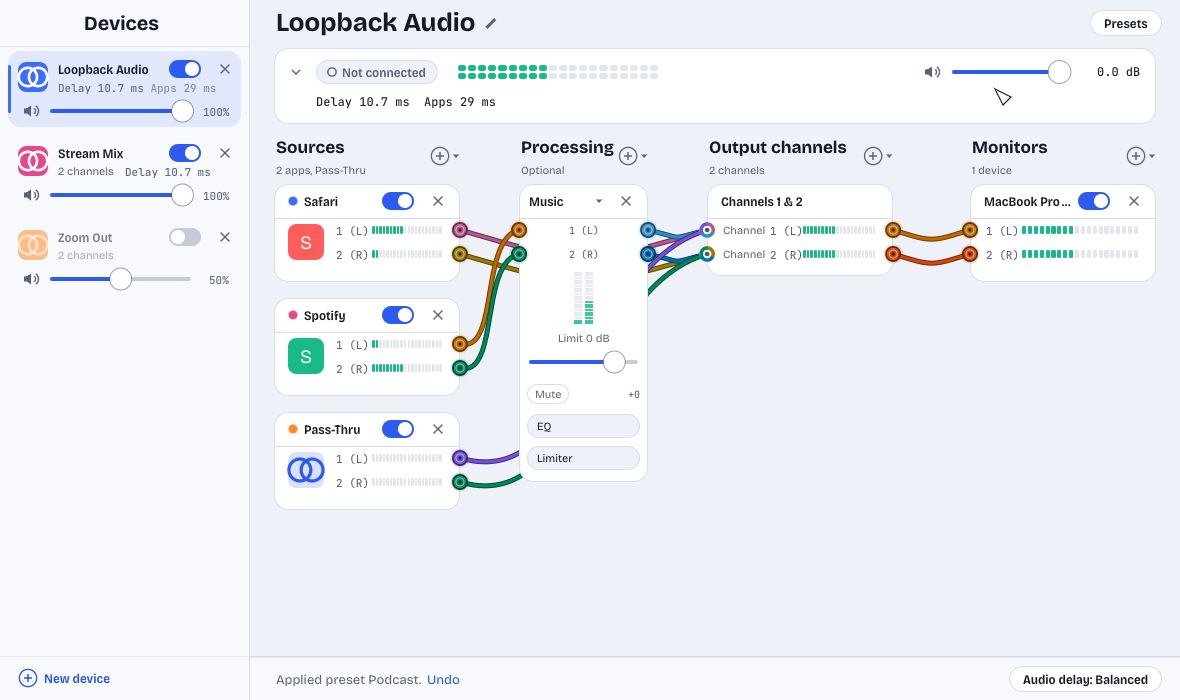 Devices
Loopback Audio
Delay 10.7 ms Apps 29 ms
100%
Stream Mix
2 channels Delay 10.7 ms
100%
Zoom Out
2 channels
50%
New device
Loopback Audio
Presets
Not connected
0.0 dB
Delay 10.7 ms Apps 29 ms
Sources
2 apps, Pass-Thru
Safari
S
1 (L)
2 (R)
Spotify
S
1 (L)
2 (R)
Pass-Thru
1 (L)
2 (R)
Processing
Optional
Music
1 (L)
2 (R)
Limit 0 dB
Mute +0
EQ
Limiter
Output channels
2 channels
Channels 1 & 2
Channel 1 (L)
Channel 2 (R)
Monitors
1 device
MacBook Pro...
1 (L)
2 (R)
Applied preset Podcast. Undo
Audio delay: Balanced